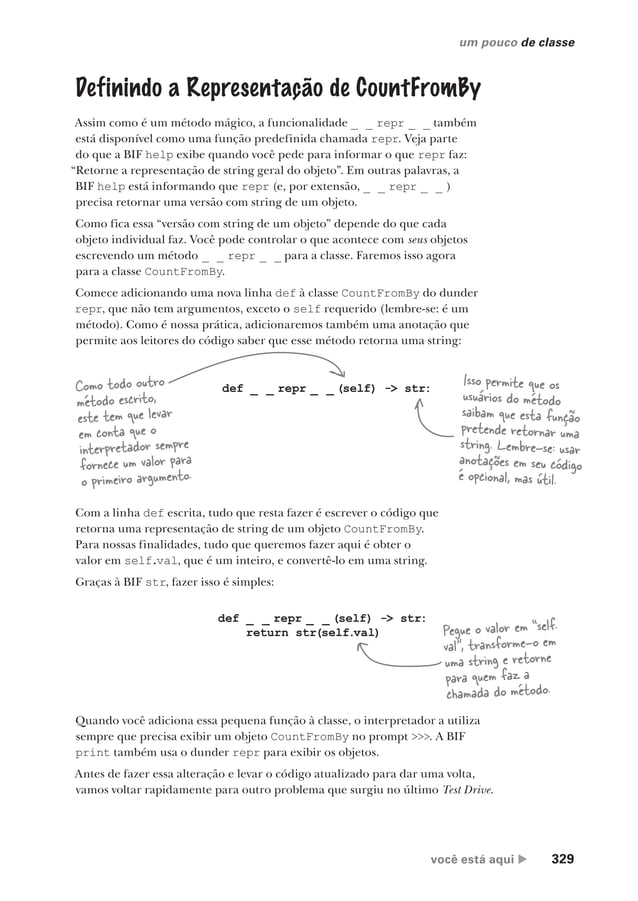 um pouco de classe
Definindo a Representação de CountFromBy
Assim como é um método mágico, a funcionalidade _ _ repr _ _ também
está disponível como uma função predefinida chamada repr. Veja parte
do que a BIF help exibe quando você pede para informar o que repr faz:
“Retorne a representação de string geral do objeto”. Em outras palavras, a
BIF help está informando que repr (e, por extensão, _ _ repr _ _ )
precisa retornar uma versão com string de um objeto.
Como fica essa “versão com string de um objeto” depende do que cada
objeto individual faz. Você pode controlar o que acontece com seus objetos
escrevendo um método _ _ repr _ _ para a classe. Faremos isso agora
para a classe CountFromBy.
Comece adicionando uma nova linha def à classe CountFromBy do dunder
repr, que não tem argumentos, exceto o self requerido (lembre-se: é um
método). Como é nossa prática, adicionaremos também uma anotação que
permite aos leitores do código saber que esse método retorna uma string:
Como todo outro
método escrito,
este tem que levar
em conta que o
interpretador sempre
fornece um valor para
o primeiro argumento.
def _ _ repr _ _ (self) -> str:
Isso permite que os
usuários do método
saibam que esta função
pretende retornar uma
string. Lembre-se: usar
anotações em seu código
é opcional, mas útil.
Com a linha def escrita, tudo que resta fazer é escrever o código que
retorna uma representação de string de um objeto CountFromBy.
Para nossas finalidades, tudo que queremos fazer aqui é obter o
valor em self.val, que é um inteiro, e convertê-lo em uma string.
Graças à BIF str, fazer isso é simples:
def _ _ repr _ _ (self) -> str:
return str(self.val)
Pegue o valor em “self.
val”, transforme-o em
uma string e retorne
para quem faz a
chamada do método.
Quando você adiciona essa pequena função à classe, o interpretador a utiliza
sempre que precisa exibir um objeto CountFromBy no prompt >>>. A BIF
print também usa o dunder repr para exibir os objetos.
Antes de fazer essa alteração e levar o código atualizado para dar uma volta,
vamos voltar rapidamente para outro problema que surgiu no último Test Drive.
você está aqui ▶ 329